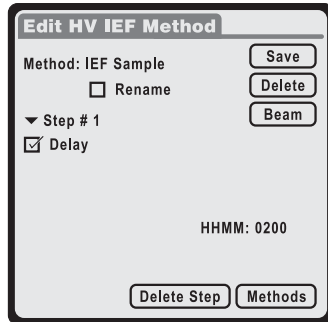 Edit HV IEF Method
Method: IEF Sample
Save
Rename
Delete
Step # 1
Beam
Delay
HHMM: 0200
Delete Step
Methods